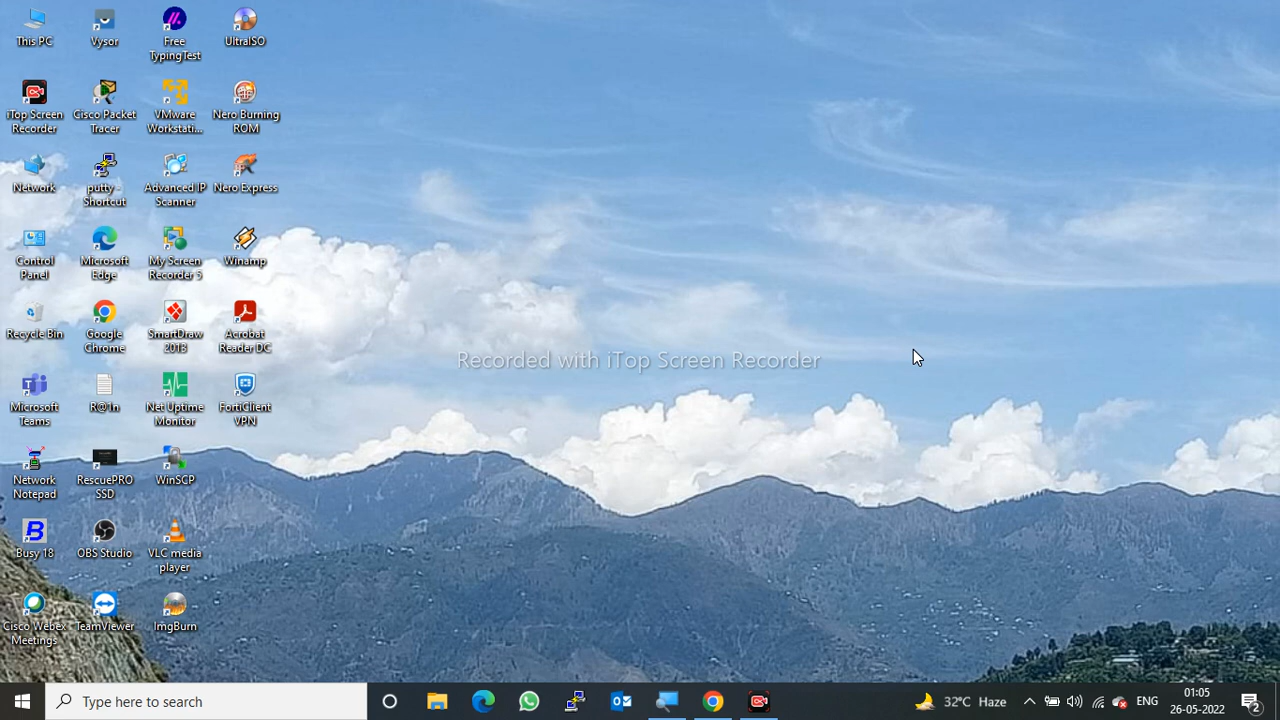 This PC
Vysor
Free
TypingTest
UltraISO
iTop Screen
Recorder
Cisco Packet
Tracer
VMware
Workstati...
Nero Burning
ROM
Network
putty -
Shortcut
Advanced IP
Scanner
Nero Express
Control
Panel
Microsoft
Edge
My Screen
Recorder 5
Winamp
Recycle Bin
Google
Chrome
SmartDraw
2013
Acrobat
Reader DC
Recorded with iTop Screen Recorder
Microsoft
Teams
R@1n
Net Uptime
Monitor
FortiClient
VPN
Network
Notepad
RescuePRO
SSD
WinSCP
Busy 18
OBS Studio
VLC media
player
Cisco Webex
Meetings
TeamViewer
ImgBurn
Type here to search
32°C Haze
ENG
01:05
26-05-2022
2